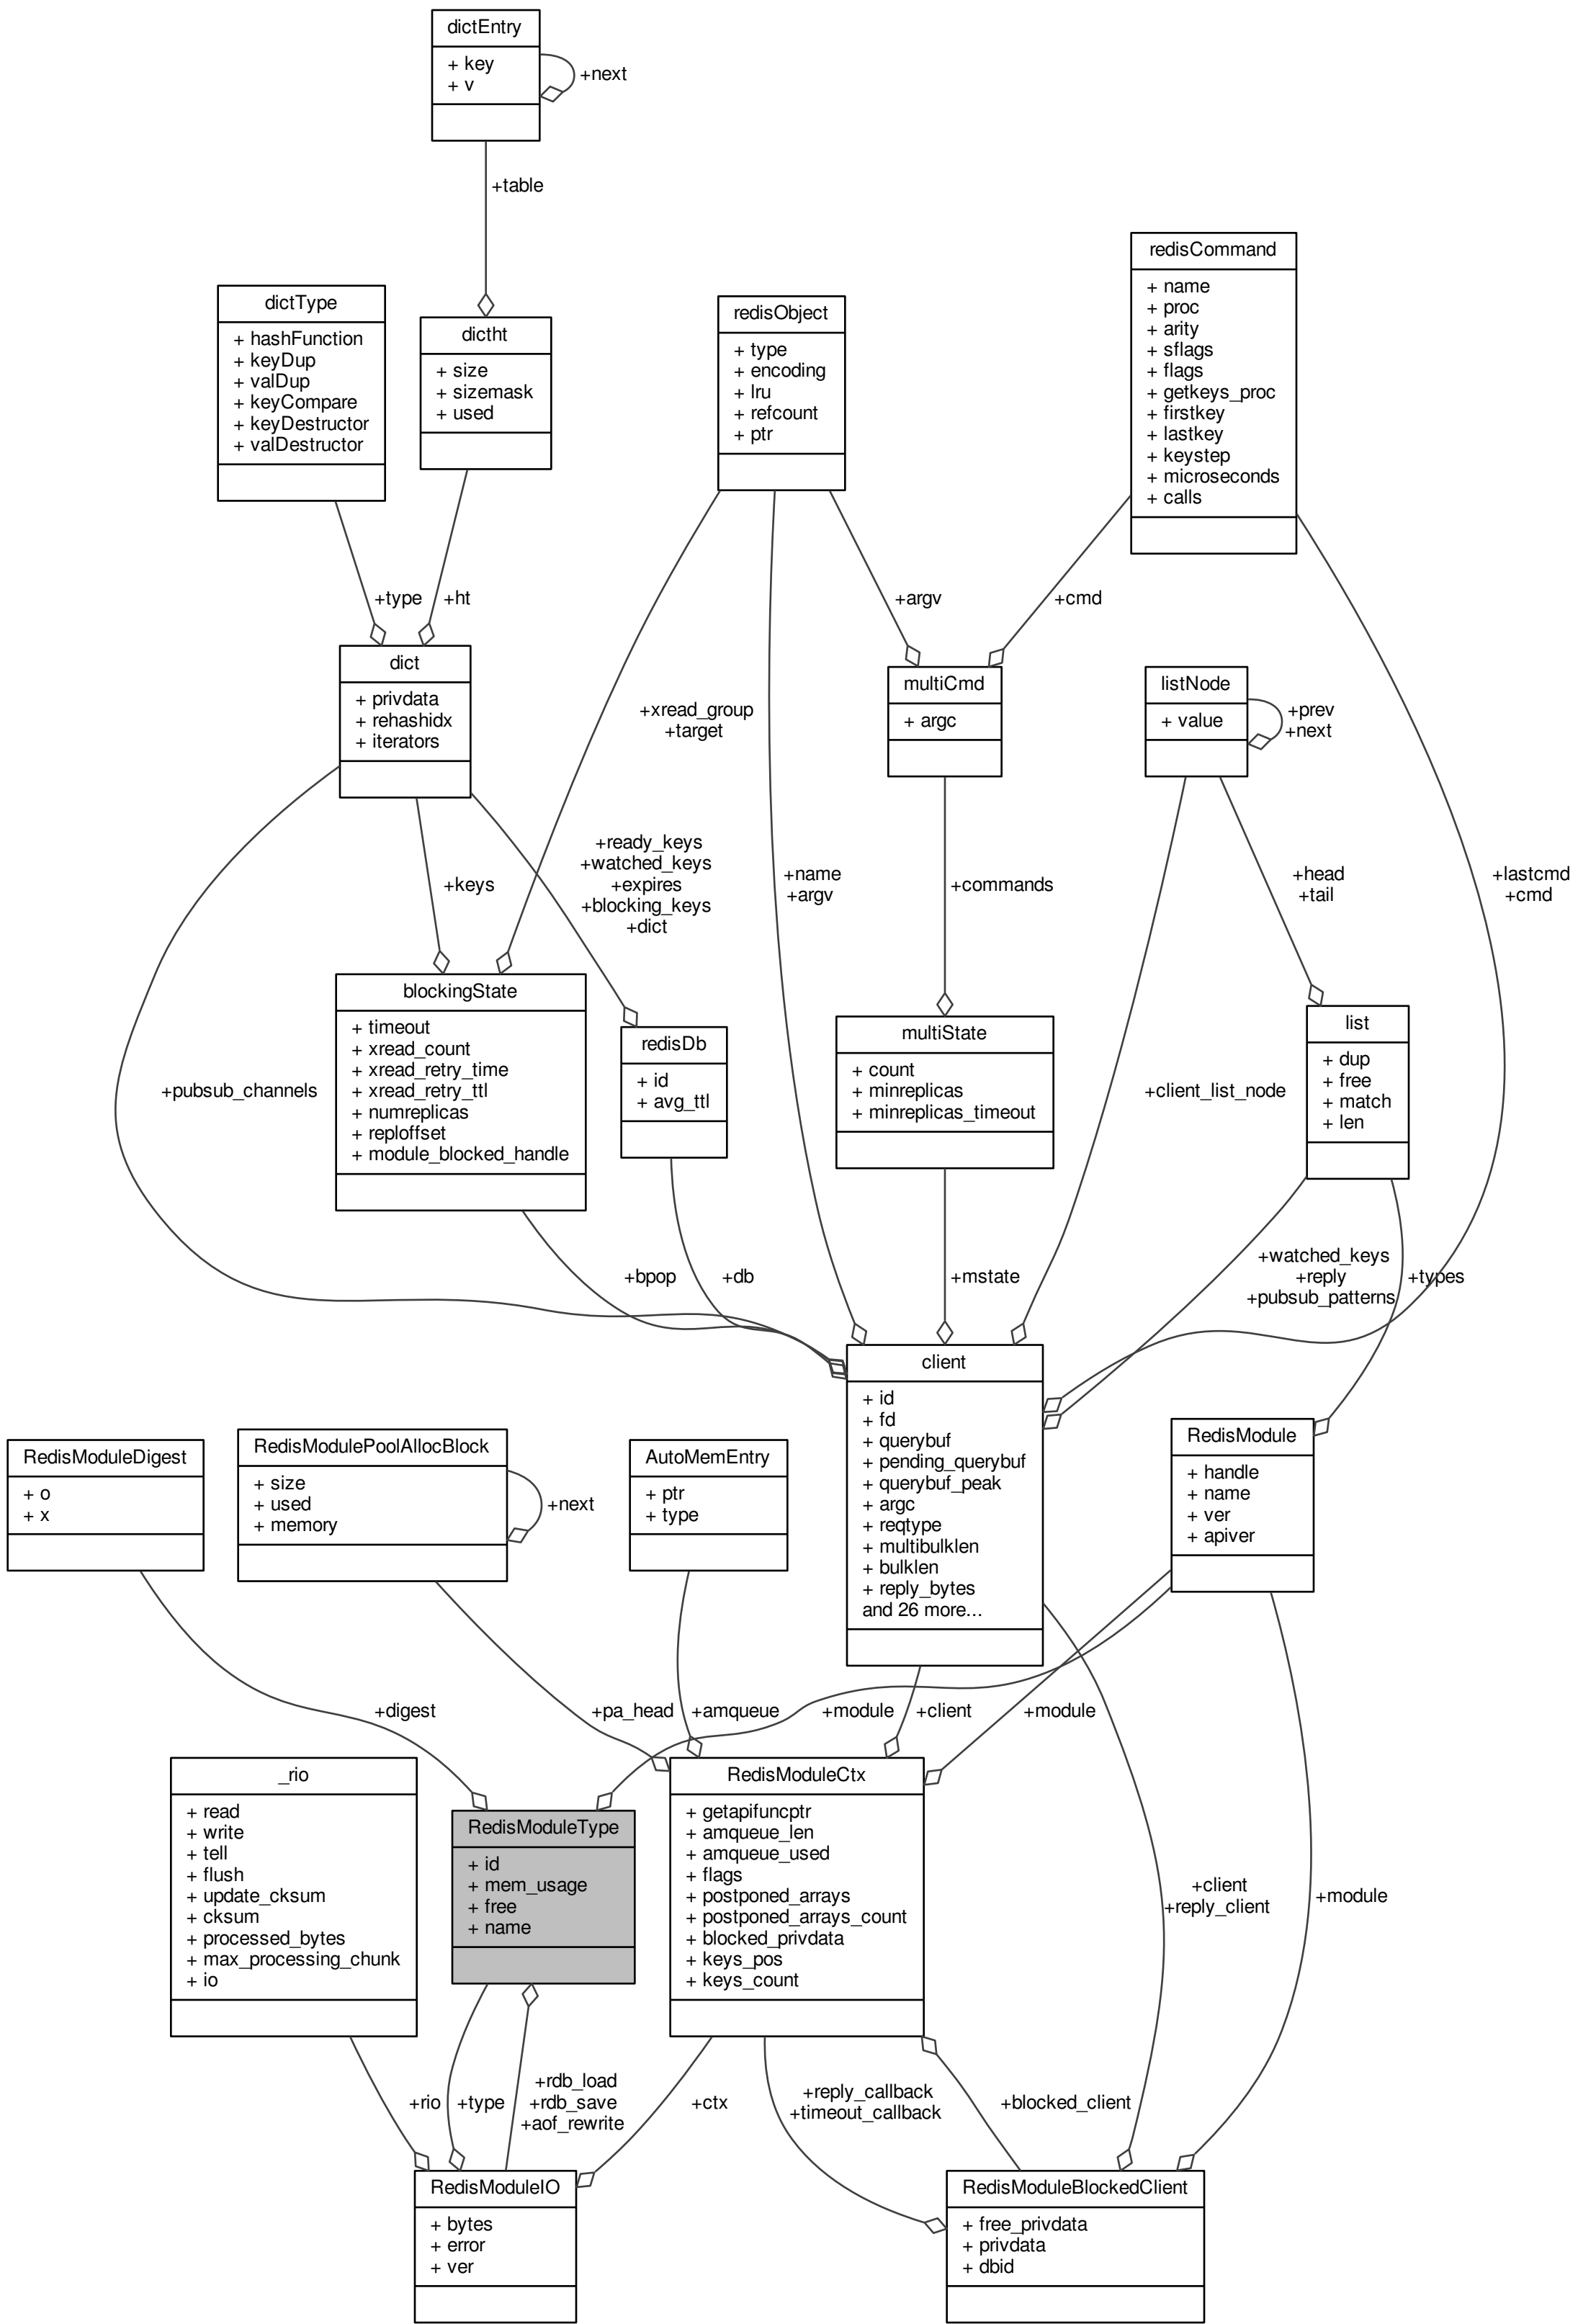 dictEntry
+ key
+ v
+next
+table
redisCommand
+ name
+ proc
+ arity
+ sflags
+ flags
+ getkeys_proc
+ firstkey
+ lastkey
+ keystep
+ microseconds
+ calls
dictType
+ hashFunction
+ keyDup
+ valDup
+ keyCompare
+ keyDestructor
+ valDestructor
dictht
+ size
+ sizemask
+ used
redisObject
+ type
+ encoding
+ lru
+ refcount
+ ptr
+type
+ht
+argv
+cmd
dict
+ privdata
+ rehashidx
+ iterators
+xread_group
+target
multiCmd
+ argc
listNode
+ value
+prev
+next
+keys
+ready_keys
+watched_keys
+expires
+blocking_keys
+dict
+name
+argv
+commands
+head
+tail
+lastcmd
+cmd
+pubsub_channels
blockingState
+ timeout
+ xread_count
+ xread_retry_time
+ xread_retry_ttl
+ numreplicas
+ reploffset
+ module_blocked_handle
redisDb
+ id
+ avg_ttl
multiState
+ count
+ minreplicas
+ minreplicas_timeout
+client_list_node
list
+ dup
+ free
+ match
+ len
+bpop
+db
+mstate
+watched_keys
+reply
+pubsub_patterns
+types
client
+ id
+ fd
+ querybuf
+ pending_querybuf
+ querybuf_peak
+ argc
+ reqtype
+ multibulklen
+ bulklen
+ reply_bytes
and 26 more...
RedisModuleDigest
+ o
+ x
RedisModulePoolAllocBlock
+ size
+ used
+ memory
+next
AutoMemEntry
+ ptr
+ type
RedisModule
+ handle
+ name
+ ver
+ apiver
+digest
+pa_head
+amqueue
+module
+client
+module
_rio
+ read
+ write
+ tell
+ flush
+ update_cksum
+ cksum
+ processed_bytes
+ max_processing_chunk
+ io
RedisModuleType
+ id
+ mem_usage
+ free
+ name
RedisModuleCtx
+ getapifuncptr
+ amqueue_len
+ amqueue_used
+ flags
+ postponed_arrays
+ postponed_arrays_count
+ blocked_privdata
+ keys_pos
+ keys_count
+client
+reply_client
+module
+rio
+type
+rdb_load
+rdb_save
+aof_rewrite
+ctx
+reply_callback
+timeout_callback
+blocked_client
RedisModuleIO
+ bytes
+ error
+ ver
RedisModuleBlockedClient
+ free_privdata
+ privdata
+ dbid